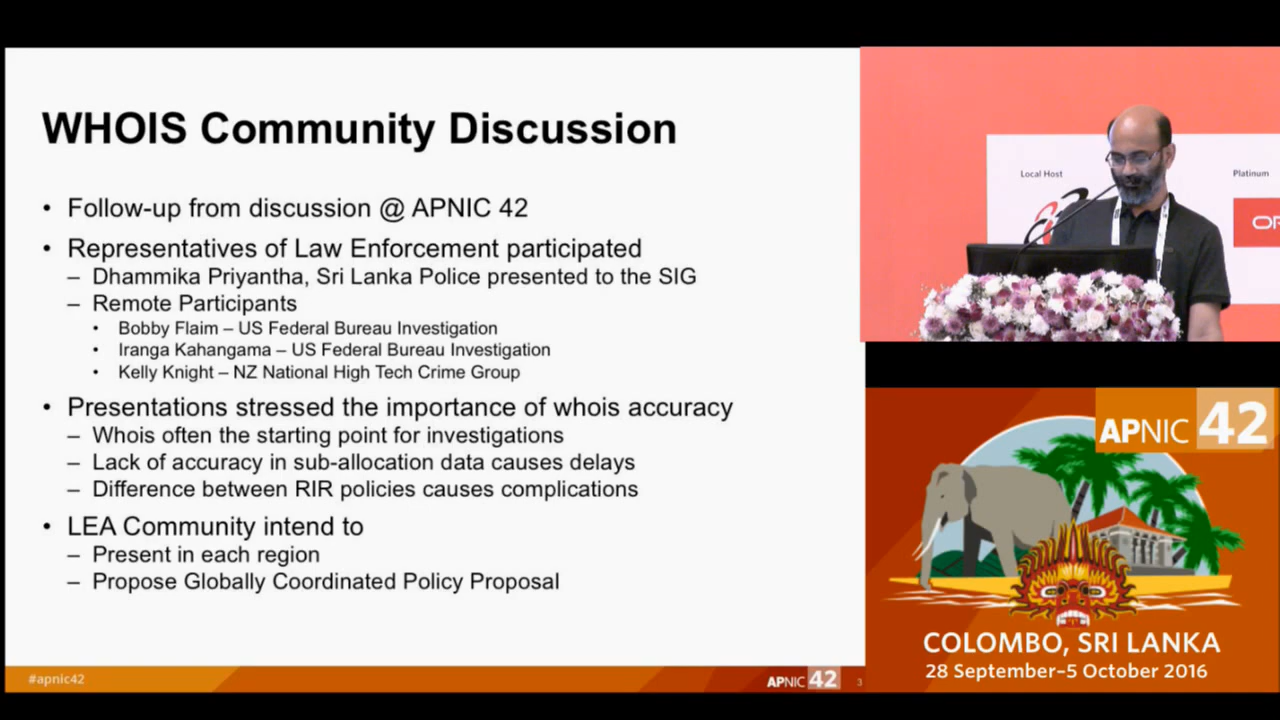 WHOIS Community Discussion
• Follow-up from discussion @ APNIC 42
• Representatives of Law Enforcement participated
– Dhammika Priyantha, Sri Lanka Police presented to the SIG
– Remote Participants
• Bobby Flaim – US Federal Bureau Investigation
• Iranga Kahangama – US Federal Bureau Investigation
• Kelly Knight – NZ National High Tech Crime Group
• Presentations stressed the importance of whois accuracy
– Whois often the starting point for investigations
– Lack of accuracy in sub-allocation data causes delays
– Difference between RIR policies causes complications
• LEA Community intend to
– Present in each region
– Propose Globally Coordinated Policy Proposal
#apnic42
APNIC 42
3
Local Host
Platinum
APNIC 42
COLOMBO, SRI LANKA
28 September–5 October 2016